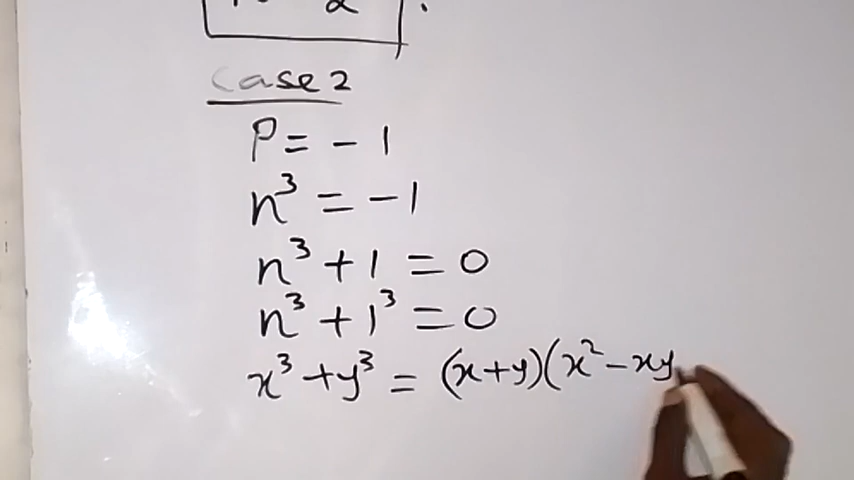 Case 2
P = -1
n³ = -1
n³ + 1 = 0
n³ + 1³ = 0
x³ + y³ = (x+y)(x² - xy